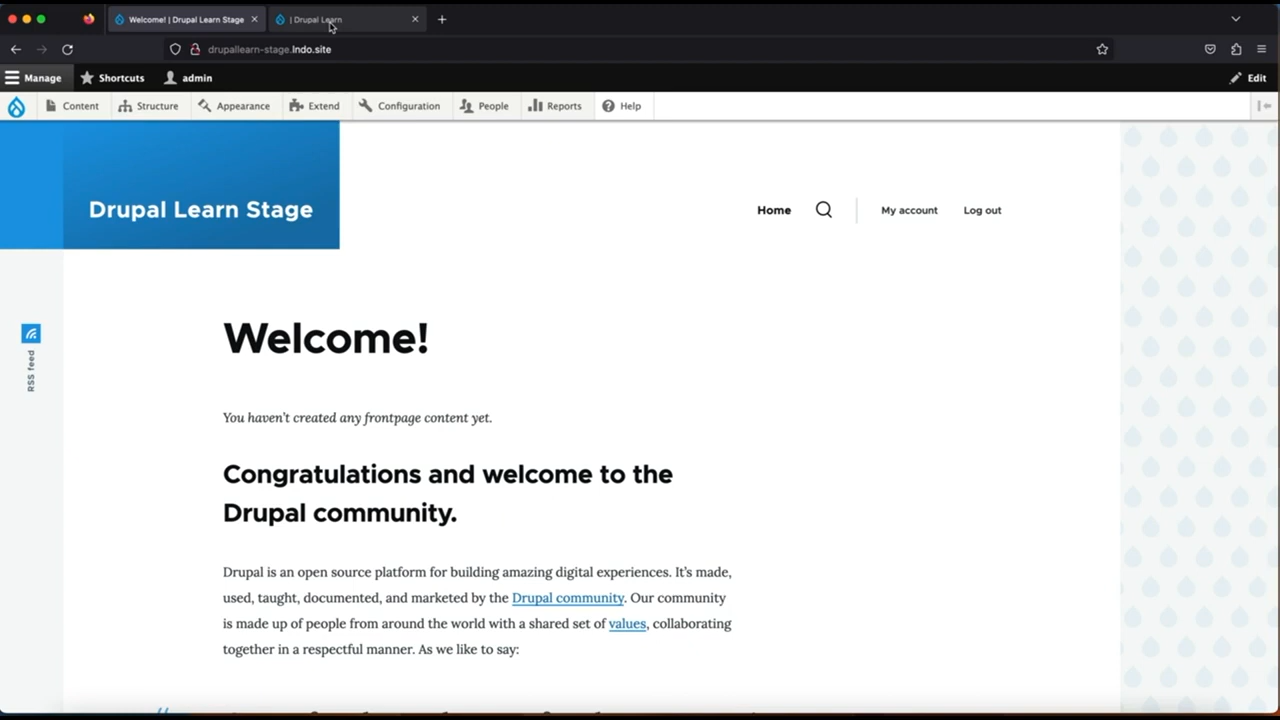 Welcome! | Drupal Learn Stage
| Drupal Learn
drupallearn-stage.lndo.site
Manage
Shortcuts
admin
Edit
Content
Structure
Appearance
Extend
Configuration
People
Reports
Help
Drupal Learn Stage
Home
My account
Log out
RSS feed
Welcome!
You haven't created any frontpage content yet.
Congratulations and welcome to the
Drupal community.
Drupal is an open source platform for building amazing digital experiences. It's made,
used, taught, documented, and marketed by the Drupal community. Our community
is made up of people from around the world with a shared set of values, collaborating
together in a respectful manner. As we like to say: